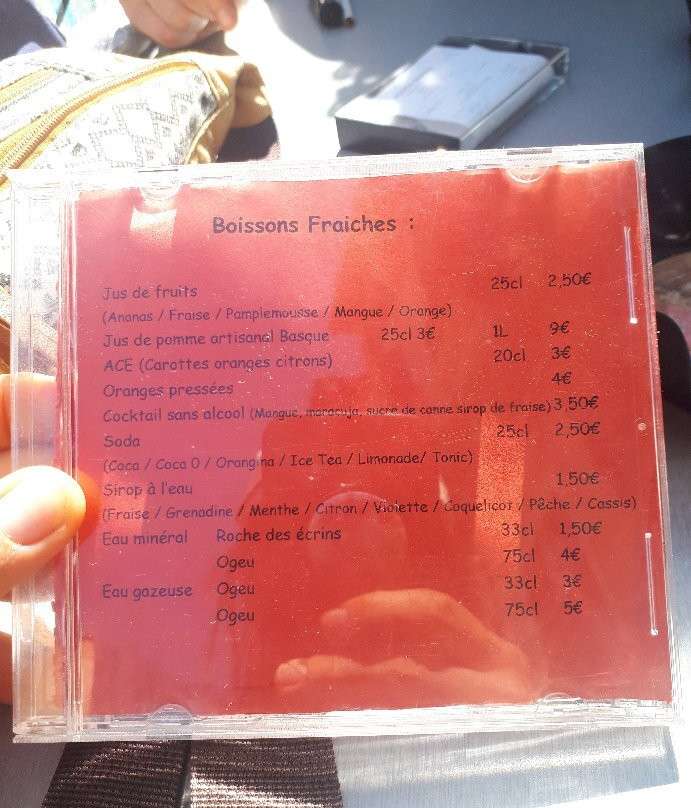 Boissons Fraiches :
Jus de fruits 25cl 2,50€
(Ananas / Fraise / Pamplemousse / Mangue / Orange)
Jus de pomme artisanal Basque 25cl 3€ 1L 9€
ACE (Carottes oranges citrons) 20cl 3€
Oranges pressées 4€
Cocktail sans alcool (Mangue, maracuja, sucre de canne sirop de fraise) 3,50€
Soda 25cl 2,50€
(Coca / Coca 0 / Orangina / Ice Tea / Limonade/ Tonic)
Sirop à l'eau 1,50€
(Fraise / Grenadine / Menthe / Citron / Violette / Coquelicot / Pêche / Cassis)
Eau minéral Roche des écrins 33cl 1,50€
Ogeu 75cl 4€
Eau gazeuse Ogeu 33cl 3€
Ogeu 75cl 5€